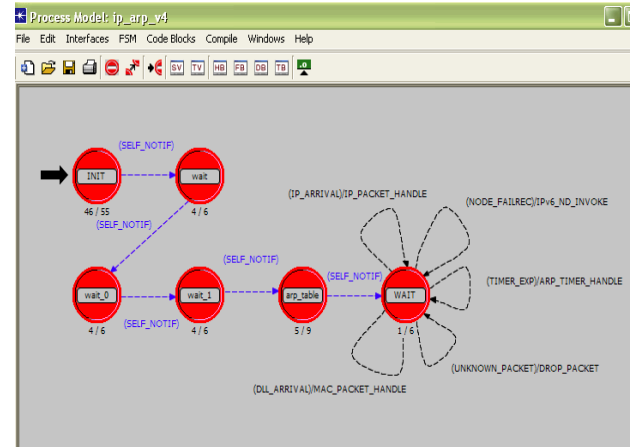 Process Model: ip_arp_v4
File Edit Interfaces FSM Code Blocks Compile Windows Help
SV TV HB FB DB TB
(SELF_NOTIF)
INIT
wait
46 / 55
4 / 6
(SELF_NOTIF)
(IP_ARRIVAL)/IP_PACKET_HANDLE
(NODE_FAILREC)/IPv6_ND_INVOKE
(SELF_NOTIF)
(SELF_NOTIF)
(TIMER_EXP)/ARP_TIMER_HANDLE
wait_0
wait_1
arp_table
WAIT
4 / 6
(SELF_NOTIF)
4 / 6
5 / 9
1 / 6
(UNKNOWN_PACKET)/DROP_PACKET
(DLL_ARRIVAL)/MAC_PACKET_HANDLE